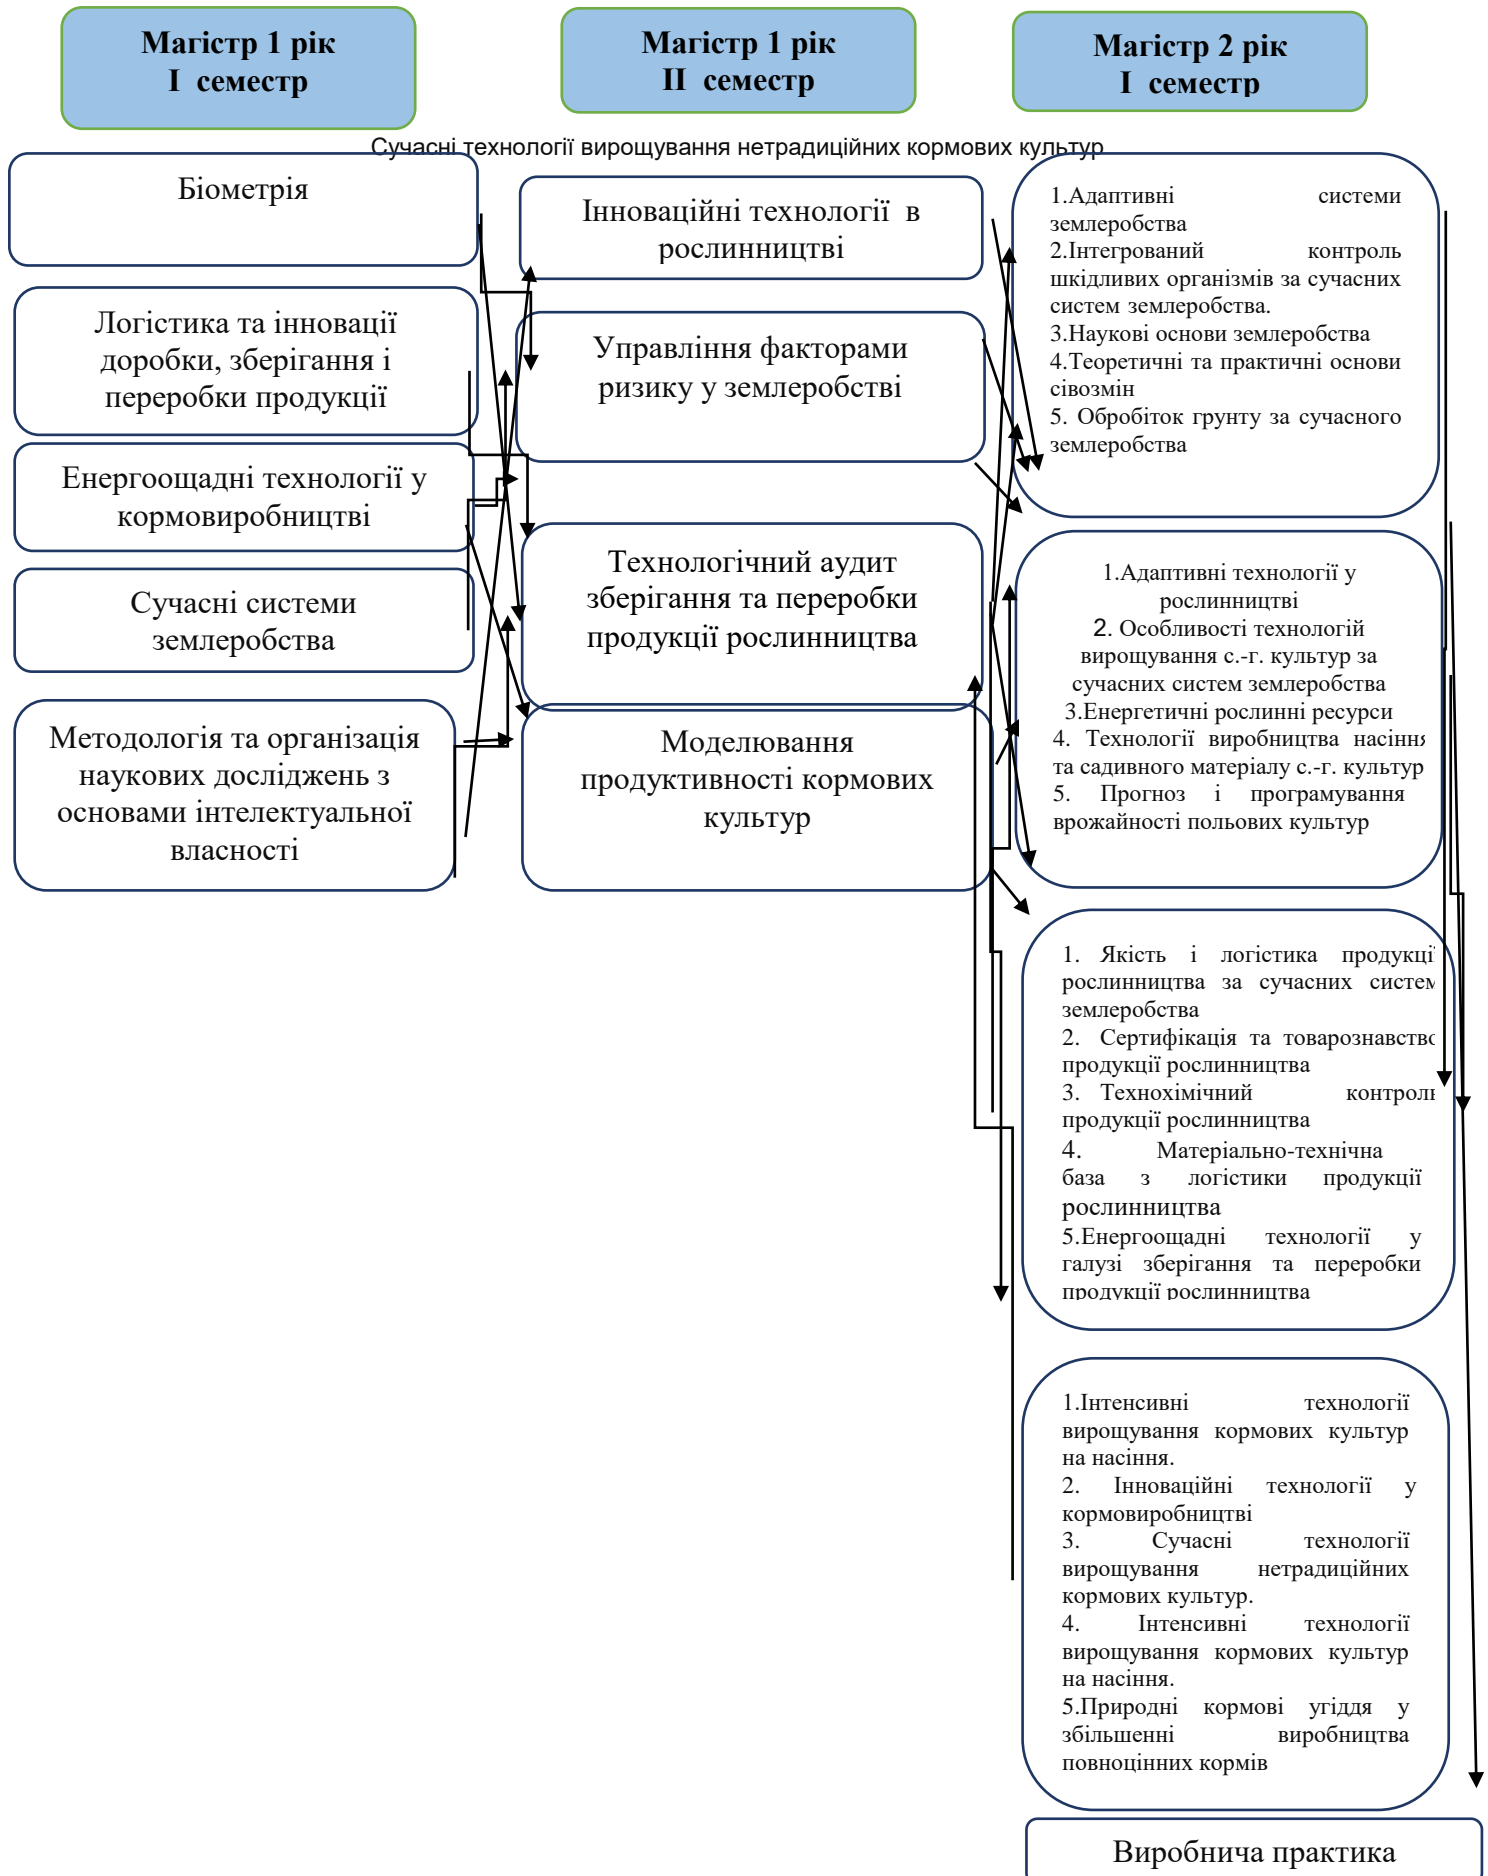 Магістр 1 рік
І семестр
Магістр 1 рік
ІІ семестр
Магістр 2 рік
І семестр
Сучасні технології вирощування нетрадиційних кормових культур
Біометрія
Логістика та інновації
доробки, зберігання і
переробки продукції
Енергоощадні технології у
кормовиробництві
Сучасні системи
землеробства
Методологія та організація
наукових досліджень з
основами інтелектуальної
власності
Інноваційні технології в
рослинництві
Управління факторами
ризику у землеробстві
Технологічний аудит
зберігання та переробки
продукції рослинництва
Моделювання
продуктивності кормових
культур
1.Адаптивні системи
землеробства
2.Інтегрований контроль
шкідливих організмів за сучасних
систем землеробства.
3.Наукові основи землеробства
4.Теоретичні та практичні основи
сівозмін
5. Обробіток грунту за сучасного
землеробства
1.Адаптивні технології у
рослинництві
2. Особливості технологій
вирощування с.-г. культур за
сучасних систем землеробства
3.Енергетичні рослинні ресурси
4. Технології виробництва насіння
та садивного матеріалу с.-г. культур
5. Прогноз і програмування
врожайності польових культур
1. Якість і логістика продукції
рослинництва за сучасних систем
землеробства
2. Сертифікація та товарознавство
продукції рослинництва
3. Технохімічний контроль
продукції рослинництва
4. Матеріально-технічна
база з логістики продукції
рослинництва
5.Енергоощадні технології у
галузі зберігання та переробки
продукції рослинництва
1.Інтенсивні технології
вирощування кормових культур
на насіння.
2. Інноваційні технології у
кормовиробництві
3. Сучасні технології
вирощування нетрадиційних
кормових культур.
4. Інтенсивні технології
вирощування кормових культур
на насіння.
5.Природні кормові угіддя у
збільшенні виробництва
повноцінних кормів
Виробнича практика